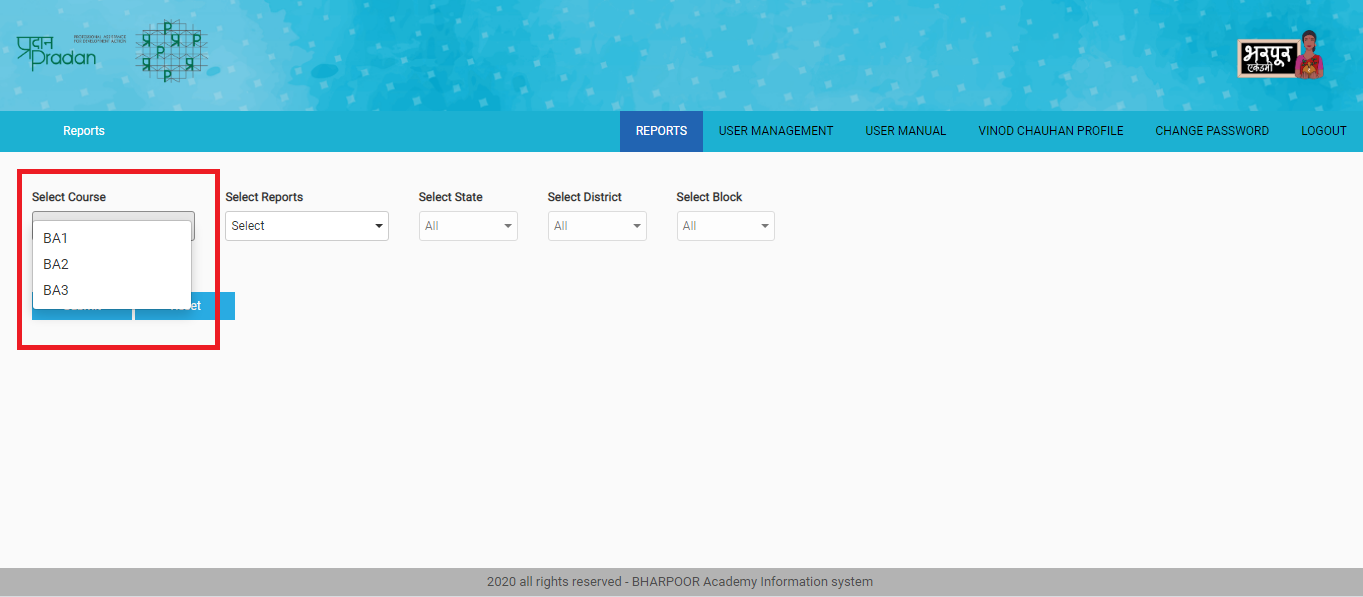 प्रदान
Pradan
PROFESSIONAL ASSISTANCE
FOR DEVELOPMENT ACTION
भरपूर
एकेडमी
Reports
REPORTS
USER MANAGEMENT
USER MANUAL
VINOD CHAUHAN PROFILE
CHANGE PASSWORD
LOGOUT
Select Course
Select Reports
Select State
Select District
Select Block
Select
All
All
All
BA1
BA2
BA3
2020 all rights reserved - BHARPOOR Academy Information system